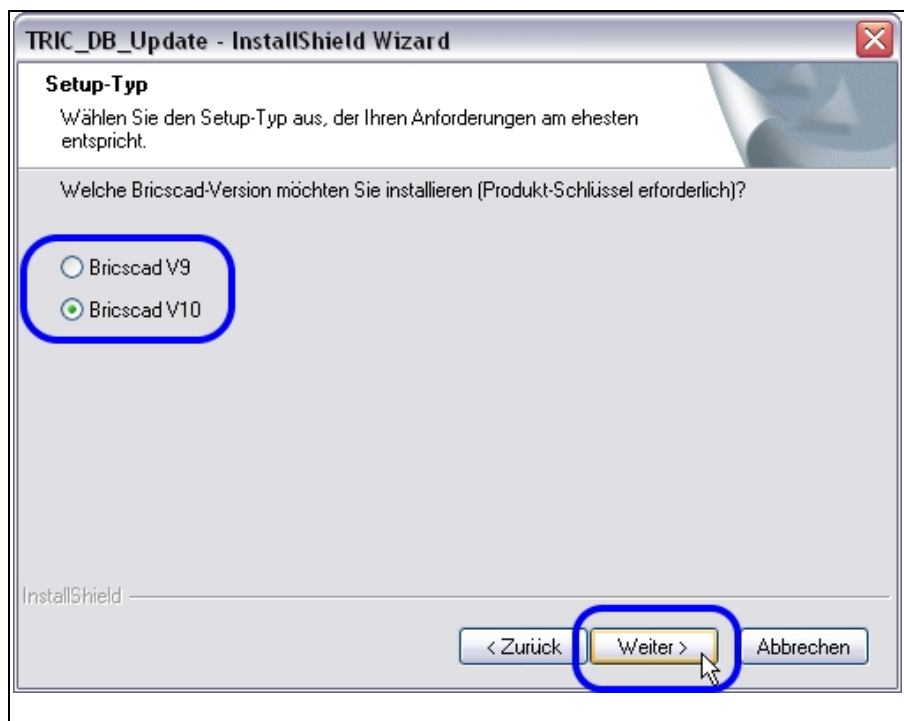 TRIC_DB_Update - InstallShield Wizard
Setup-Typ
Wählen Sie den Setup-Typ aus, der Ihren Anforderungen am ehesten
entspricht.
Welche Bricscad-Version möchten Sie installieren (Produkt-Schlüssel erforderlich)?
Bricscad V9
Bricscad V10
InstallShield
< Zurück Weiter > Abbrechen